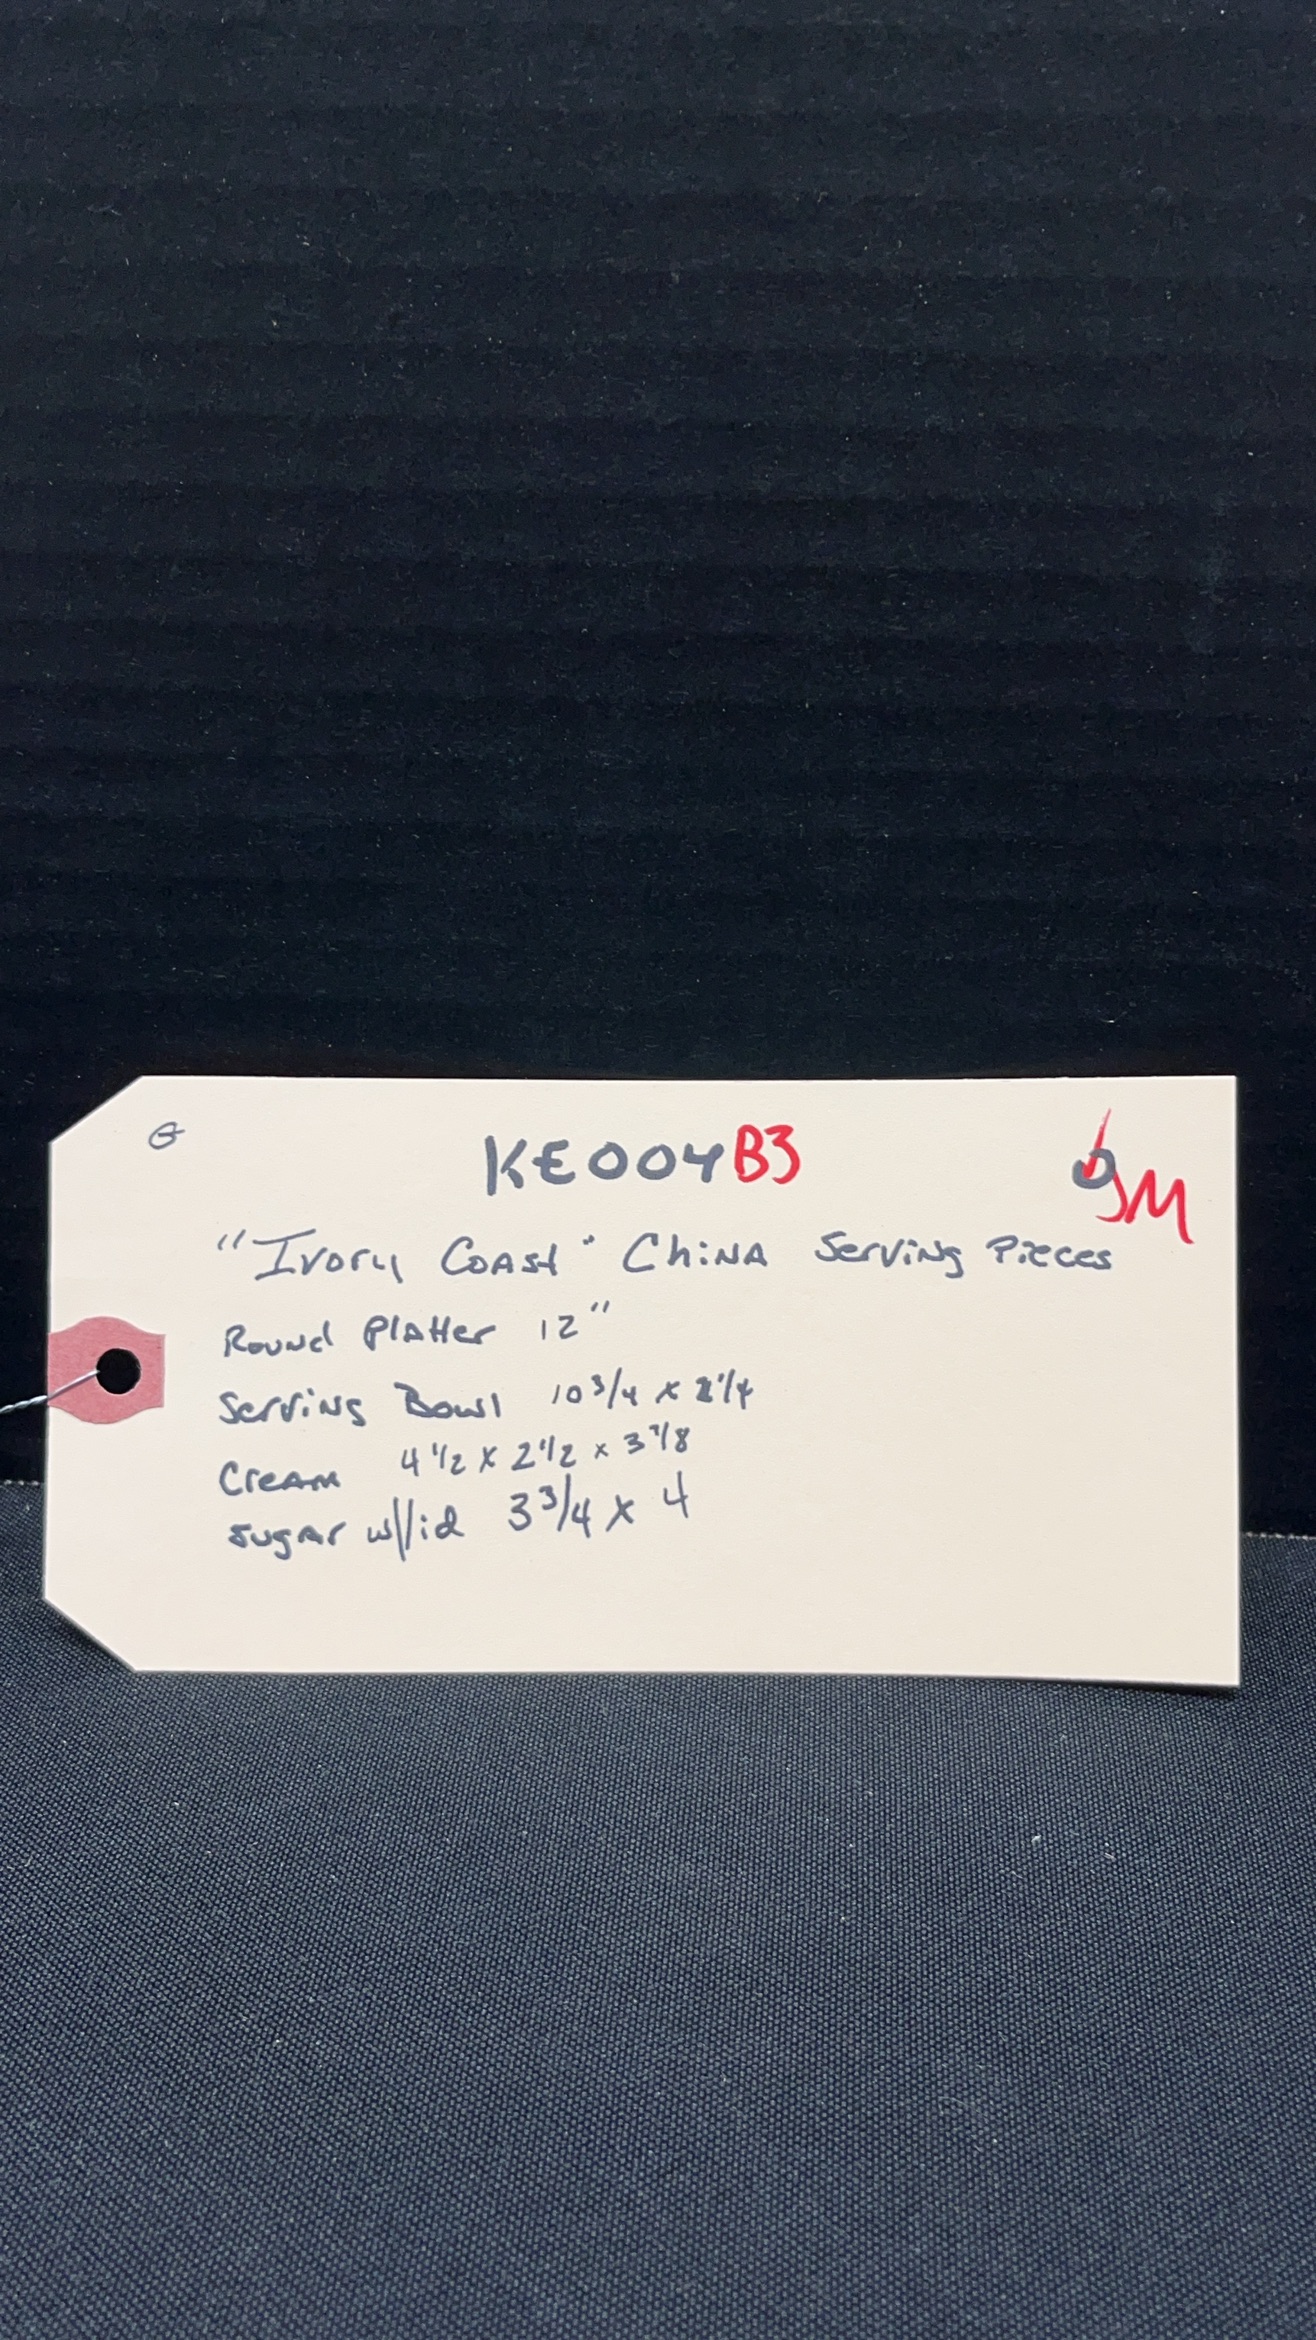 KE004B3
"Ivory Coast" China Serving Pieces
Round Platter 12"
Serving Bowl 10 3/4 x 2 1/4
Cream 4 1/2 x 2 1/2 x 3 7/8
Sugar w/lid 3 3/4 x 4